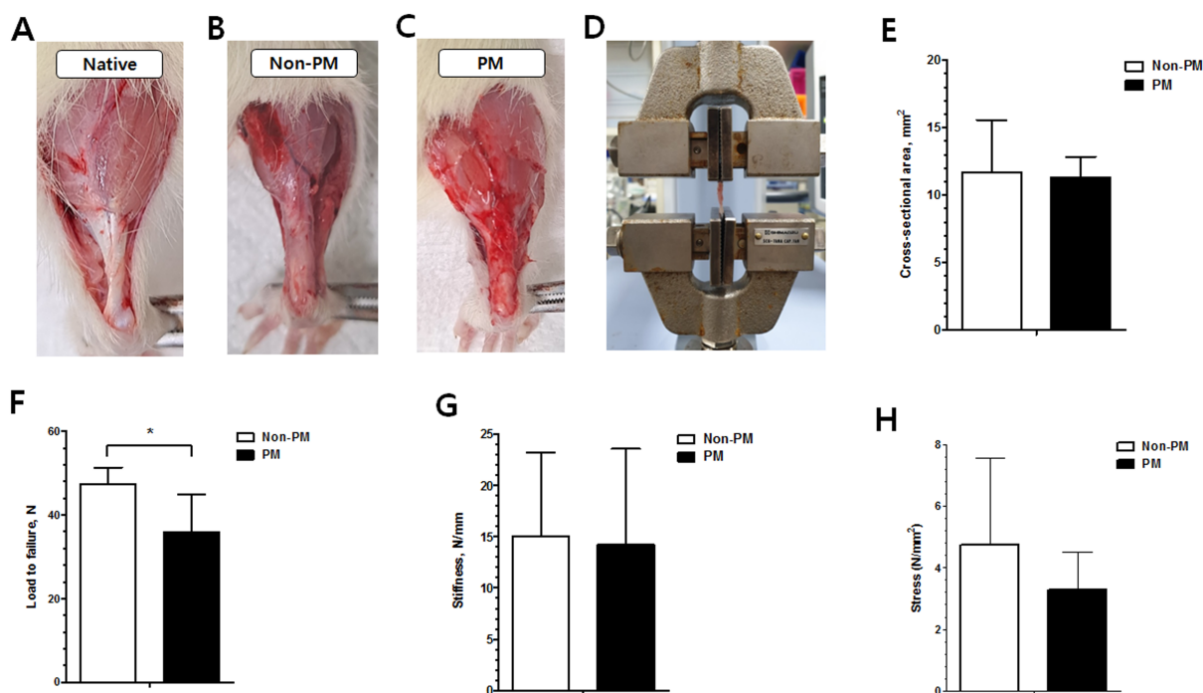 A
B
C
D
E
Native
Non-PM
PM
Cross-sectional area, mm²
20
15
10
5
0
Non-PM
PM
F
Load to failure, N
60
40
20
0
*
Non-PM
PM
G
Stiffness, N/mm
25
20
15
10
5
0
Non-PM
PM
H
Stress (N/mm²)
8
6
4
2
0
Non-PM
PM